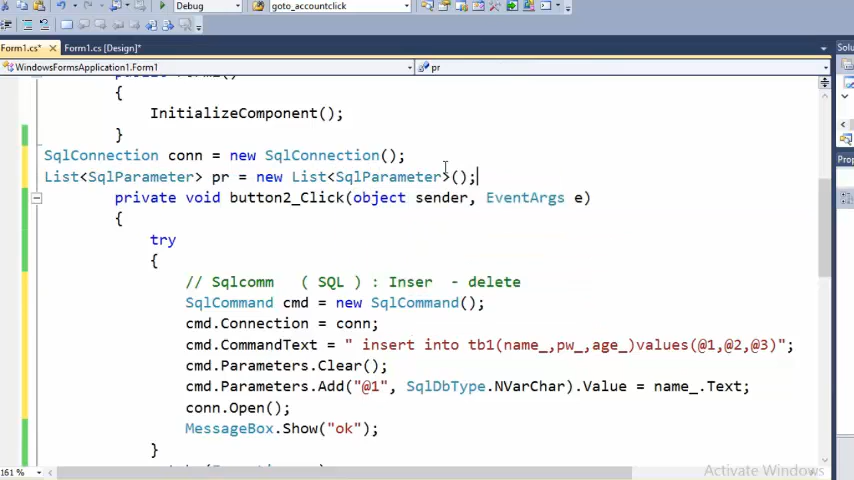 Debug
goto_accountclick
Form1.cs*
Form1.cs [Design]*
Solu
WindowsFormsApplication1.Form1
pr
{
InitializeComponent();
}
SqlConnection conn = new SqlConnection();
List<SqlParameter> pr = new List<SqlParameter>();
private void button2_Click(object sender, EventArgs e)
{
Prope
try
{
// Sqlcomm ( SQL ) : Inser - delete
SqlCommand cmd = new SqlCommand();
cmd.Connection = conn;
cmd.CommandText = " insert into tb1(name_,pw_,age_)values(@1,@2,@3)";
cmd.Parameters.Clear();
cmd.Parameters.Add("@1", SqlDbType.NVarChar).Value = name_.Text;
conn.Open();
MessageBox.Show("ok");
}
161 %
Activate Windows